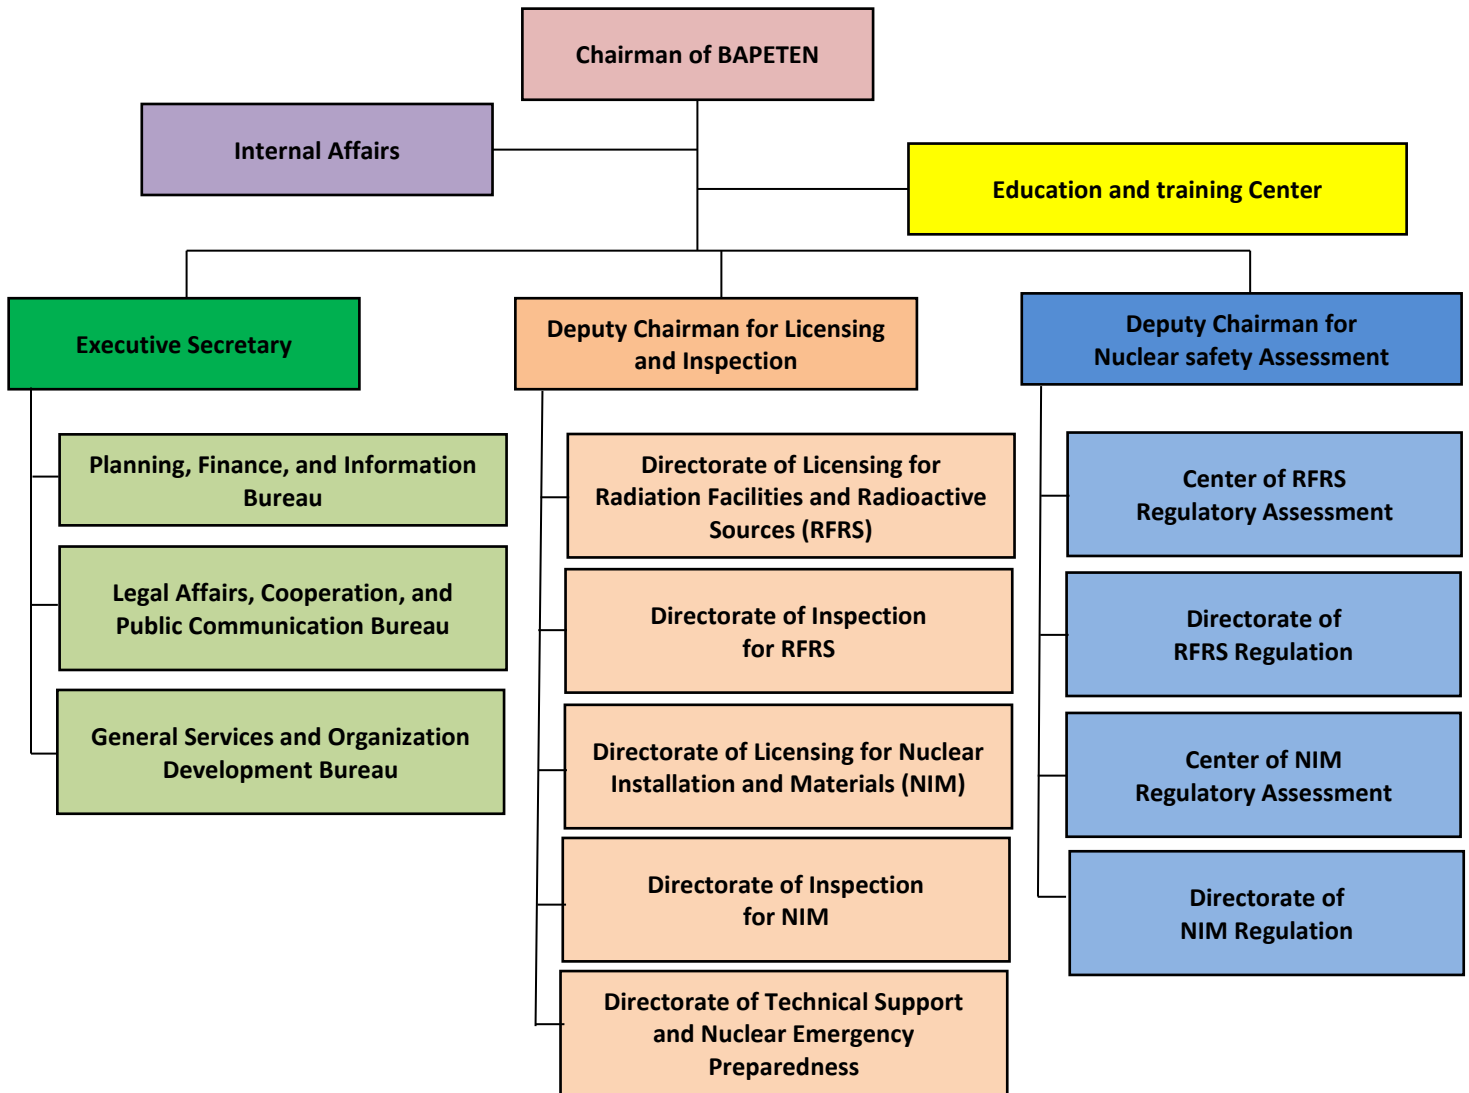 Chairman of BAPETEN
Internal Affairs
Education and training Center
Executive Secretary
Deputy Chairman for Licensing
and Inspection
Deputy Chairman for
Nuclear safety Assessment
Planning, Finance, and Information
Bureau
Legal Affairs, Cooperation, and
Public Communication Bureau
General Services and Organization
Development Bureau
Directorate of Licensing for
Radiation Facilities and Radioactive
Sources (RFRS)
Directorate of Inspection
for RFRS
Directorate of Licensing for Nuclear
Installation and Materials (NIM)
Directorate of Inspection
for NIM
Directorate of Technical Support
and Nuclear Emergency
Preparedness
Center of RFRS
Regulatory Assessment
Directorate of
RFRS Regulation
Center of NIM
Regulatory Assessment
Directorate of
NIM Regulation